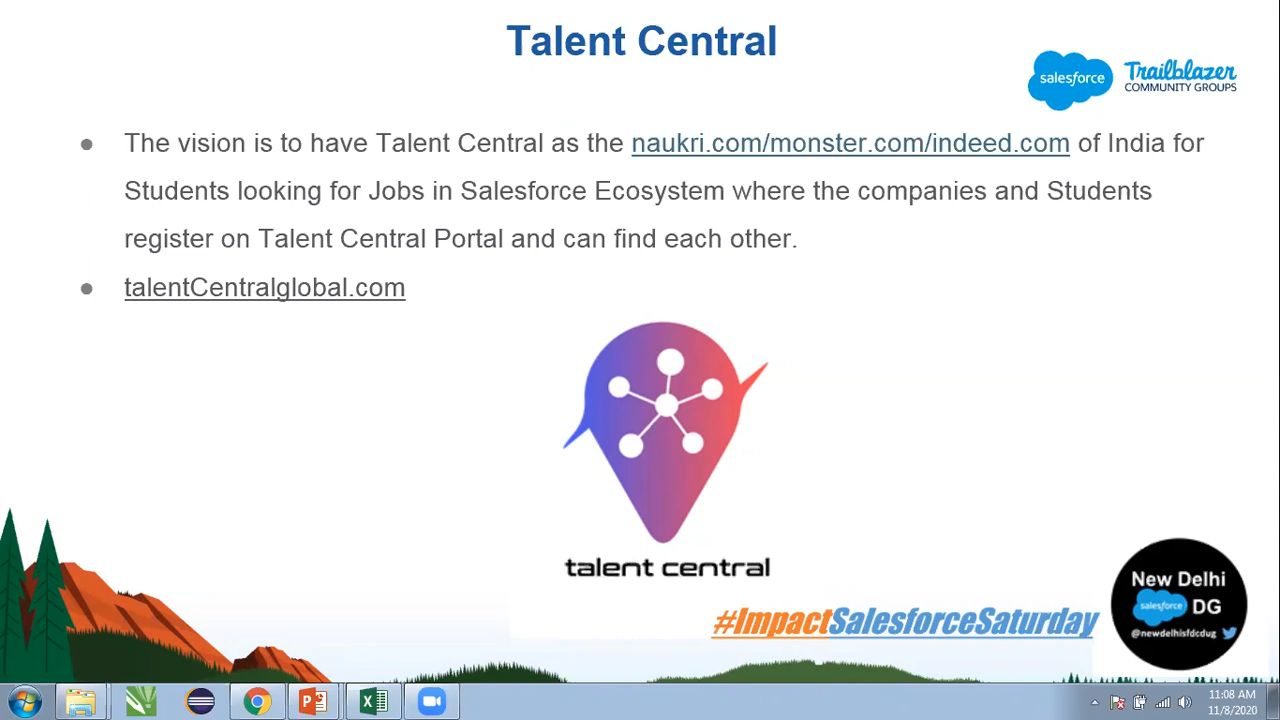 Talent Central
salesforce
Trailblazer
COMMUNITY GROUPS
● The vision is to have Talent Central as the naukri.com/monster.com/indeed.com of India for
Students looking for Jobs in Salesforce Ecosystem where the companies and Students
register on Talent Central Portal and can find each other.
● talentCentralglobal.com
talent central
#ImpactSalesforceSaturday
New Delhi
salesforce DG
@newdelhisfdcdug
11:08 AM
11/8/2020